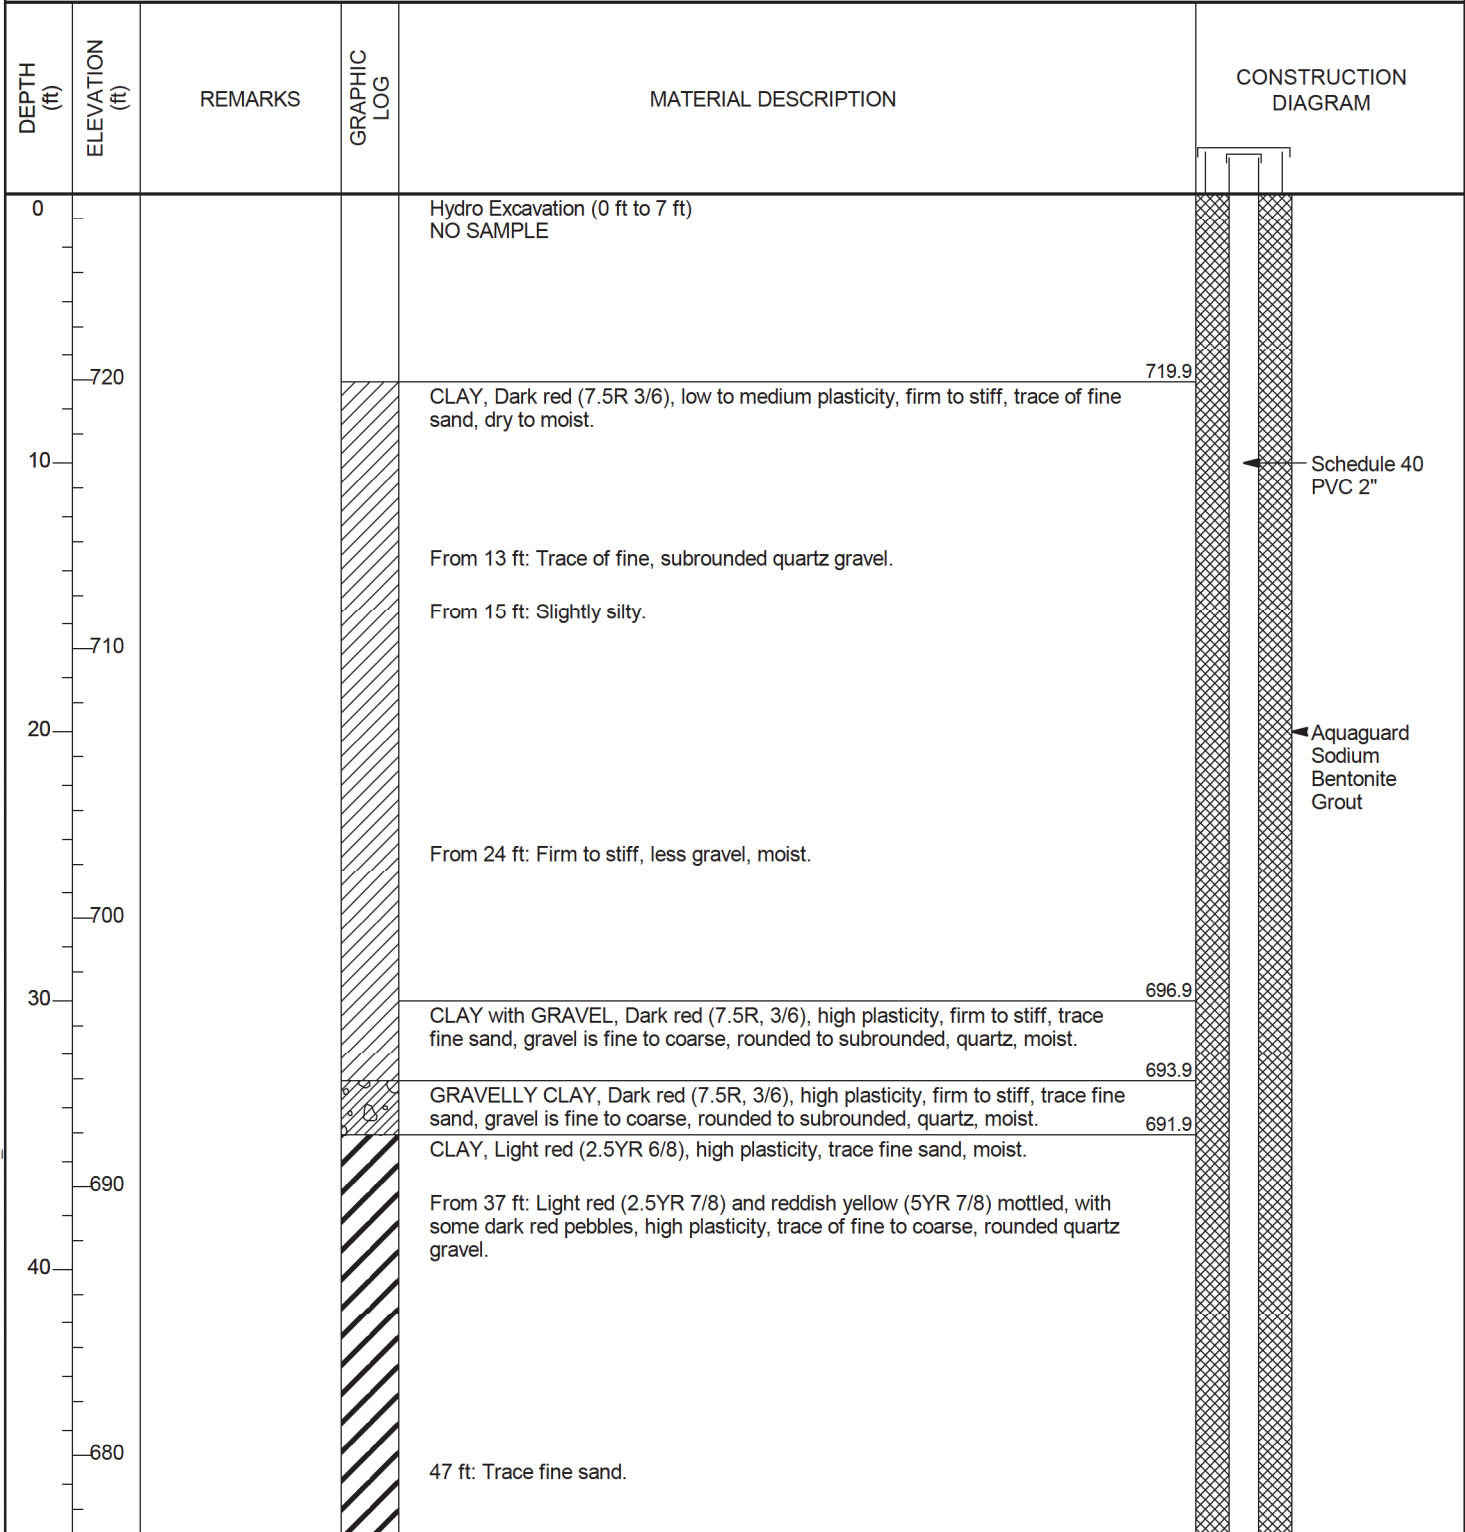 DEPTH
(ft)
ELEVATION
(ft)
REMARKS
GRAPHIC
LOG
MATERIAL DESCRIPTION
CONSTRUCTION
DIAGRAM
0
Hydro Excavation (0 ft to 7 ft)
NO SAMPLE
720
719.9
CLAY, Dark red (7.5R 3/6), low to medium plasticity, firm to stiff, trace of fine
sand, dry to moist.
10
Schedule 40
PVC 2"
From 13 ft: Trace of fine, subrounded quartz gravel.
From 15 ft: Slightly silty.
710
20
Aquaguard
Sodium
Bentonite
Grout
From 24 ft: Firm to stiff, less gravel, moist.
700
30
696.9
CLAY with GRAVEL, Dark red (7.5R, 3/6), high plasticity, firm to stiff, trace
fine sand, gravel is fine to coarse, rounded to subrounded, quartz, moist.
693.9
GRAVELLY CLAY, Dark red (7.5R, 3/6), high plasticity, firm to stiff, trace fine
sand, gravel is fine to coarse, rounded to subrounded, quartz, moist.
691.9
CLAY, Light red (2.5YR 6/8), high plasticity, trace fine sand, moist.
690
From 37 ft: Light red (2.5YR 7/8) and reddish yellow (5YR 7/8) mottled, with
some dark red pebbles, high plasticity, trace of fine to coarse, rounded quartz
gravel.
40
680
47 ft: Trace fine sand.